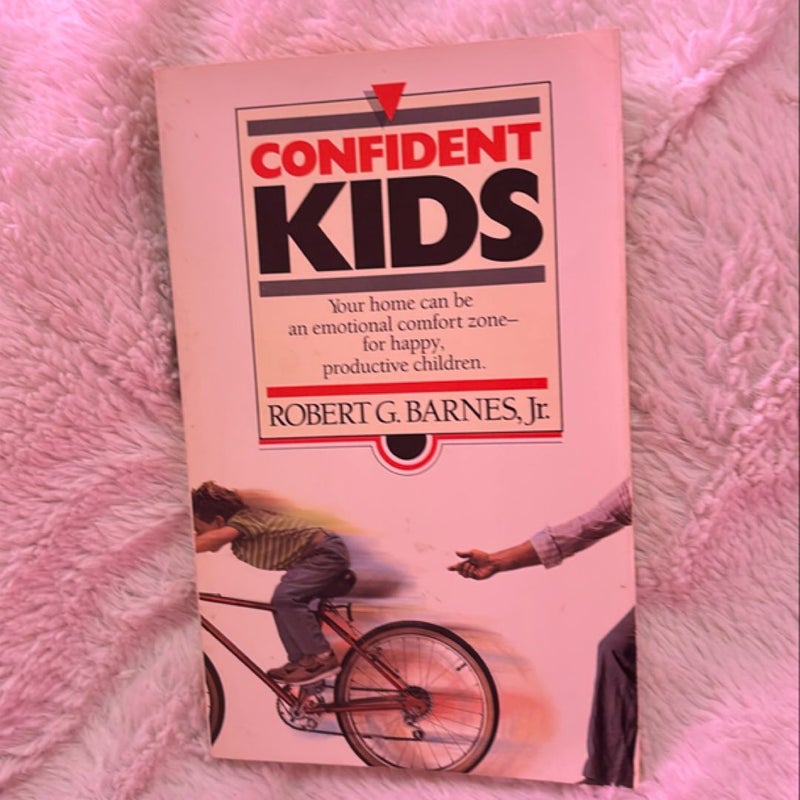 CONFIDENT
KIDS
Your home can be
an emotional comfort zone–
for happy,
productive children.
ROBERT G. BARNES, Jr.